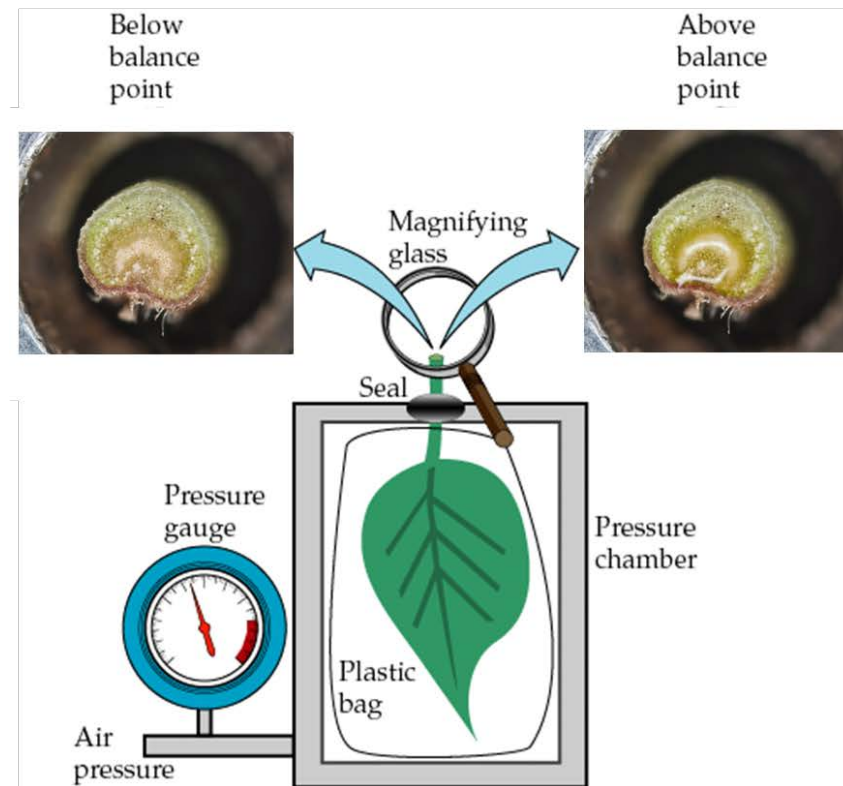 Below
balance
point
Above
balance
point
Magnifying
glass
Seal
Pressure
gauge
Pressure
chamber
Plastic
bag
Air
pressure